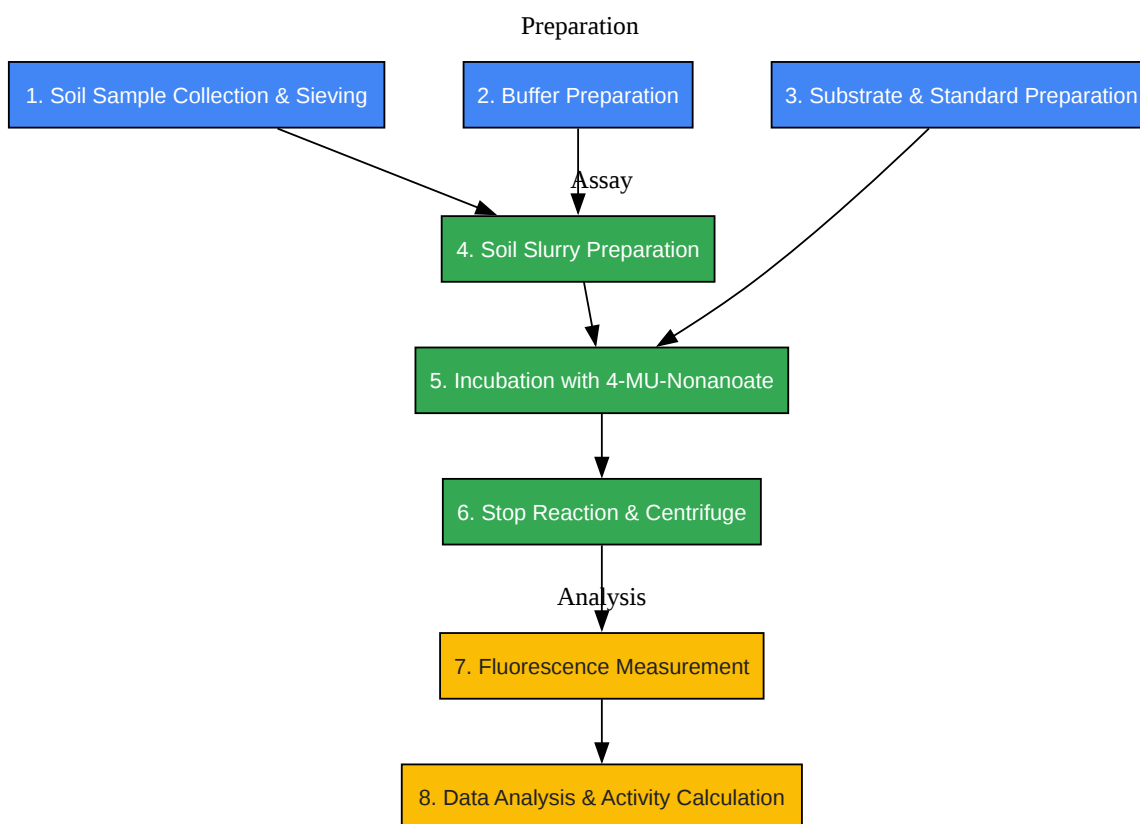 Preparation
1. Soil Sample Collection & Sieving
2. Buffer Preparation
3. Substrate & Standard Preparation
Assay
4. Soil Slurry Preparation
5. Incubation with 4-MU-Nonanoate
6. Stop Reaction & Centrifuge
Analysis
7. Fluorescence Measurement
8. Data Analysis & Activity Calculation